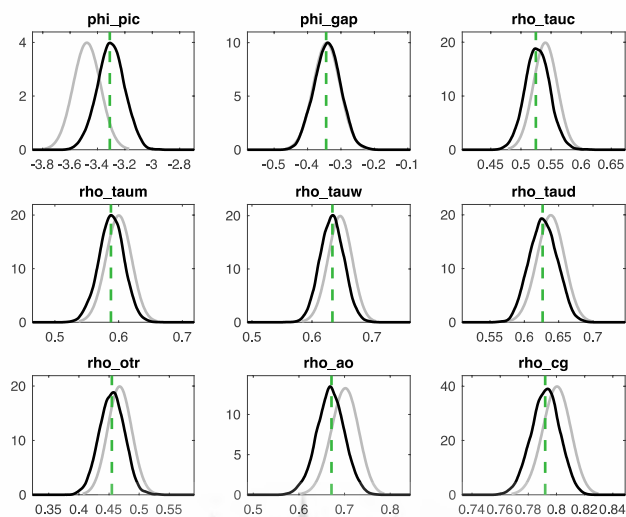 phi_pic phi_gap rho_tauc
4 10 20
2 5 10
0 0 0
-3.8 -3.6 -3.4 -3.2 -3 -2.8 -0.5 -0.4 -0.3 -0.2 -0.1 0.45 0.5 0.55 0.6 0.65
rho_taum rho_tauw rho_taud
20 20 20
10 10 10
0 0 0
0.5 0.6 0.7 0.5 0.6 0.7 0.55 0.6 0.65 0.7
rho_otr rho_ao rho_cg
20 10 40
10 5 20
0 0 0
0.35 0.4 0.45 0.5 0.55 0.5 0.6 0.7 0.8 0.74 0.76 0.78 0.8 0.82 0.84